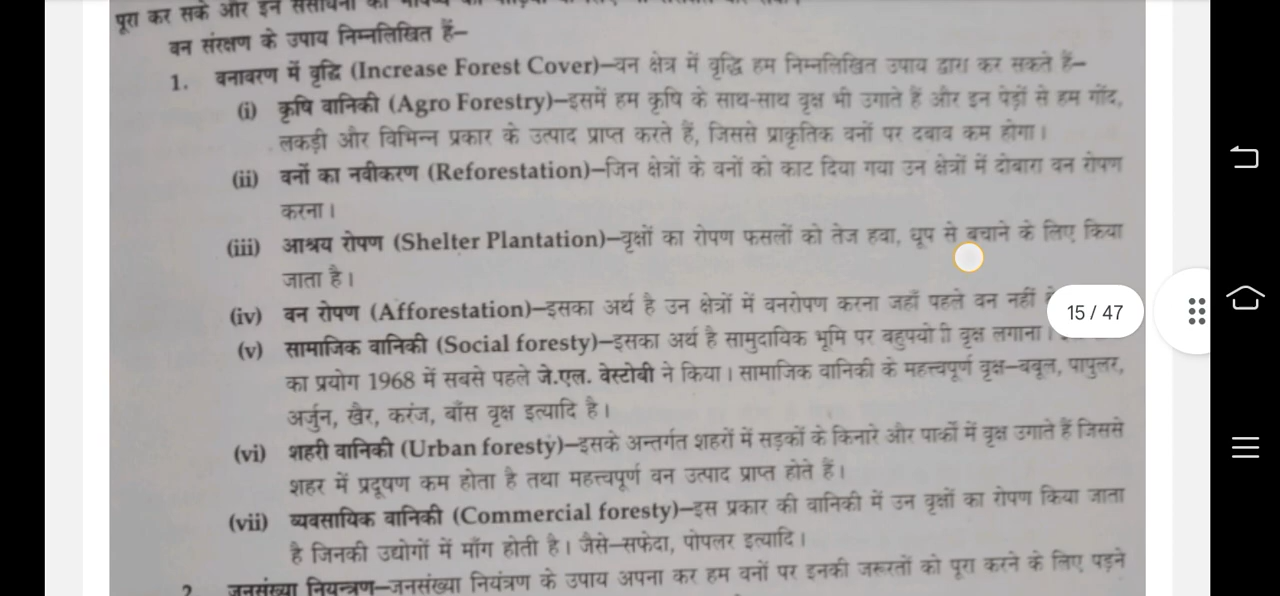 पूरा कर सके और इन संसाधनों
वन संरक्षण के उपाय निम्नलिखित हैं–
1. वनावरण में वृद्धि (Increase Forest Cover)–वन क्षेत्र में वृद्धि हम निम्नलिखित उपाय द्वारा कर सकते हैं–
(i) कृषि वानिकी (Agro Forestry)–इसमें हम कृषि के साथ-साथ वृक्ष भी उगाते हैं और इन पेड़ों से हम गोंद,
लकड़ी और विभिन्न प्रकार के उत्पाद प्राप्त करते हैं, जिससे प्राकृतिक वनों पर दबाव कम होगा।
(ii) वनों का नवीकरण (Reforestation)–जिन क्षेत्रों के वनों को काट दिया गया उन क्षेत्रों में दोबारा वन रोपण
करना।
(iii) आश्रय रोपण (Shelter Plantation)–वृक्षों का रोपण फसलों को तेज हवा, धूप से बचाने के लिए किया
जाता है।
(iv) वन रोपण (Afforestation)–इसका अर्थ है उन क्षेत्रों में वनरोपण करना जहाँ पहले वन नहीं
15 / 47
(v) सामाजिक वानिकी (Social foresty)–इसका अर्थ है सामुदायिक भूमि पर बहुपयोगी वृक्ष लगाना।
का प्रयोग 1968 में सबसे पहले जे.एल. वेस्टोबी ने किया। सामाजिक वानिकी के महत्त्वपूर्ण वृक्ष–बबूल, पापुलर,
अर्जुन, खैर, करंज, बाँस वृक्ष इत्यादि है।
(vi) शहरी वानिकी (Urban foresty)–इसके अन्तर्गत शहरों में सड़कों के किनारे और पार्कों में वृक्ष उगाते हैं जिससे
शहर में प्रदूषण कम होता है तथा महत्त्वपूर्ण वन उत्पाद प्राप्त होते हैं।
(vii) व्यवसायिक वानिकी (Commercial foresty)–इस प्रकार की वानिकी में उन वृक्षों का रोपण किया जाता
है जिनकी उद्योगों में माँग होती है। जैसे–सफेदा, पोपलर इत्यादि।
2. जनसंख्या नियन्त्रण–जनसंख्या नियंत्रण के उपाय अपना कर हम वनों पर इनकी जरूरतों को पूरा करने के लिए पड़ने